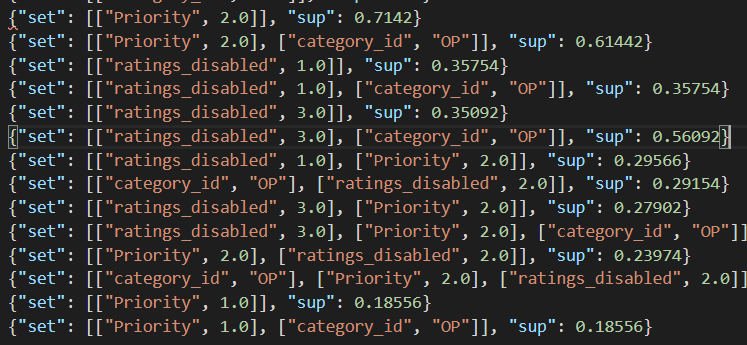 {"set": [["Priority", 2.0]], "sup": 0.7142}
{"set": [["Priority", 2.0], ["category_id", "OP"]], "sup": 0.61442}
{"set": [["ratings_disabled", 1.0]], "sup": 0.35754}
{"set": [["ratings_disabled", 1.0], ["category_id", "OP"]], "sup": 0.35754}
{"set": [["ratings_disabled", 3.0]], "sup": 0.35092}
{"set": [["ratings_disabled", 3.0], ["category_id", "OP"]], "sup": 0.56092}
{"set": [["ratings_disabled", 1.0], ["Priority", 2.0]], "sup": 0.29566}
{"set": [["category_id", "OP"], ["ratings_disabled", 2.0]], "sup": 0.29154}
{"set": [["ratings_disabled", 3.0], ["Priority", 2.0]], "sup": 0.27902}
{"set": [["ratings_disabled", 3.0], ["Priority", 2.0], ["category_id", "OP"]]
{"set": [["Priority", 2.0], ["ratings_disabled", 2.0]], "sup": 0.23974}
{"set": [["category_id", "OP"], ["Priority", 2.0], ["ratings_disabled", 2.0]]
{"set": [["Priority", 1.0]], "sup": 0.18556}
{"set": [["Priority", 1.0], ["category_id", "OP"]], "sup": 0.18556}